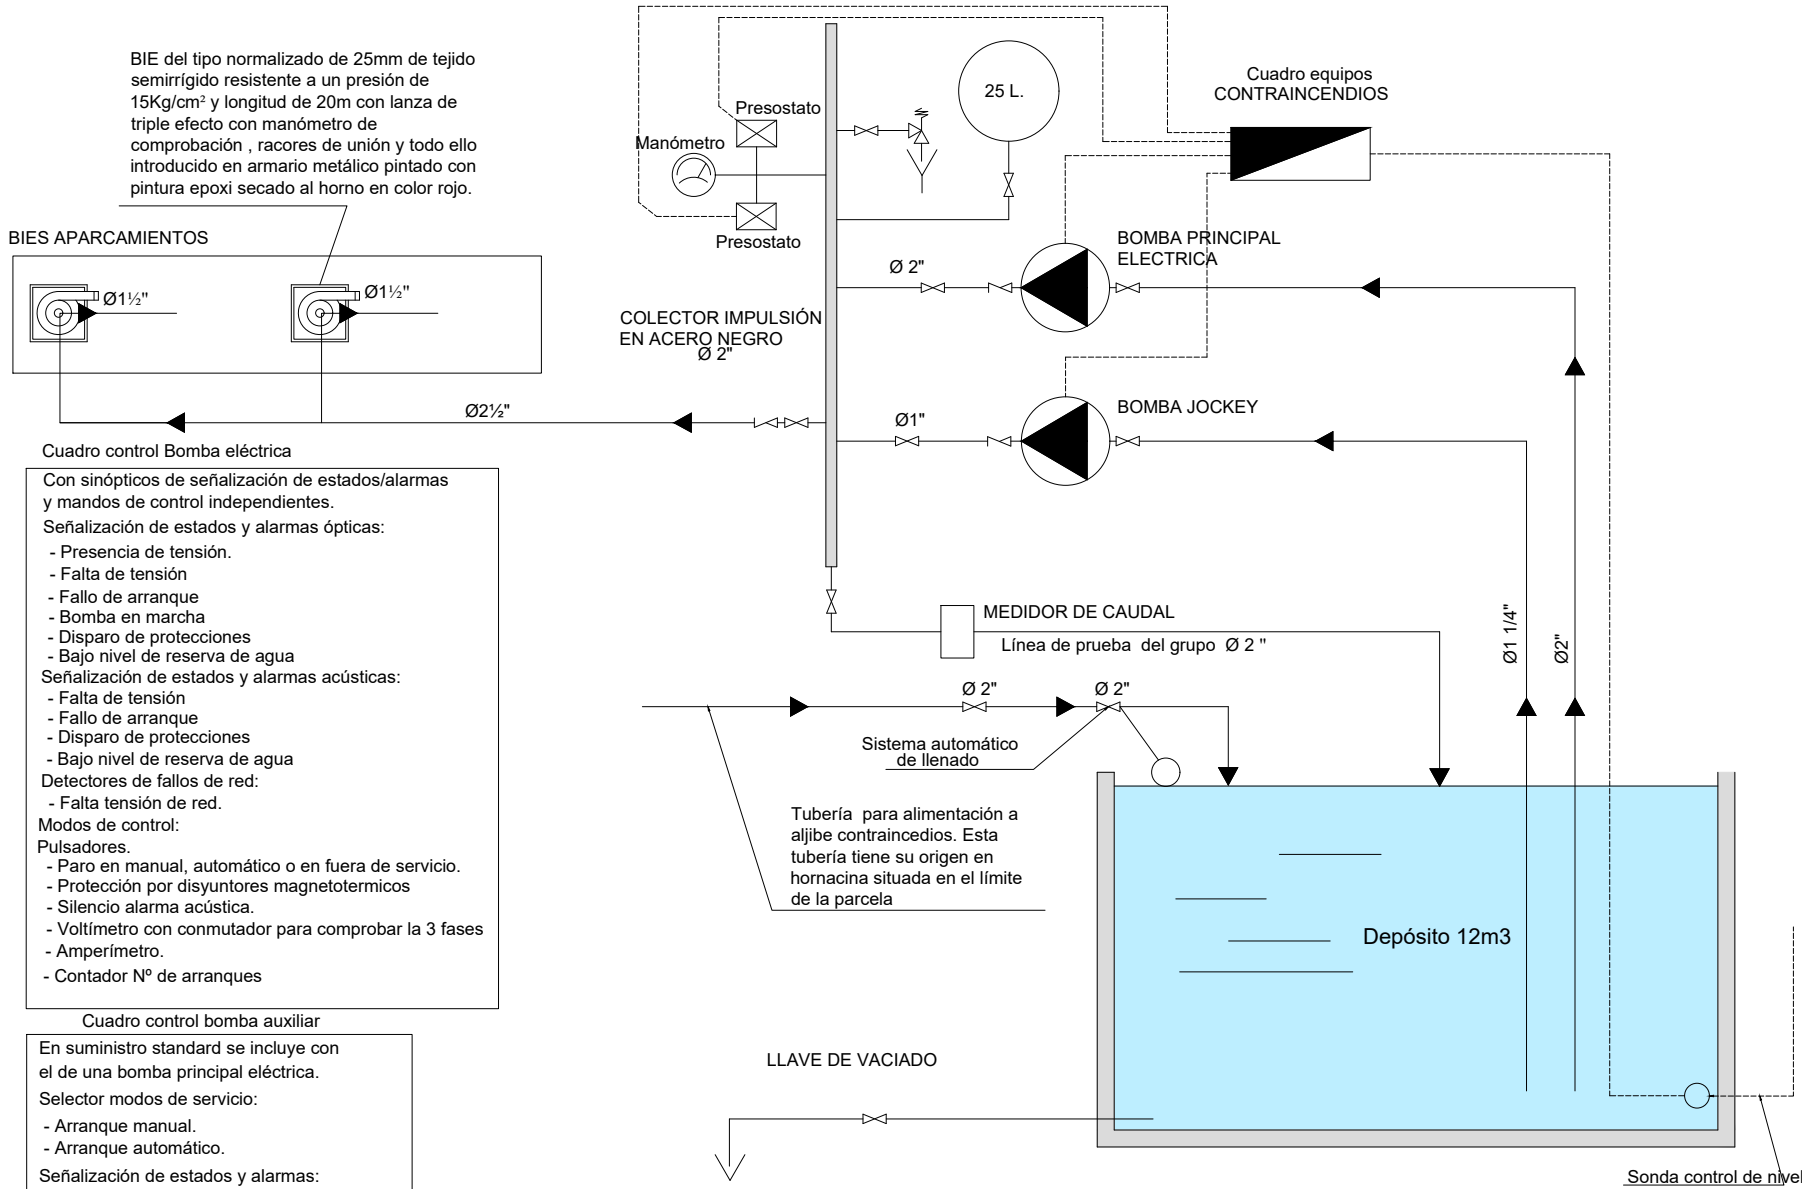 BIE del tipo normalizado de 25mm de tejido
semirrígido resistente a un presión de
15Kg/cm² y longitud de 20m con lanza de
triple efecto con manómetro de
comprobación , racores de unión y todo ello
introducido en armario metálico pintado con
pintura epoxi secado al horno en color rojo.
BIES APARCAMIENTOS
Ø1½"
Ø1½"
Ø2½"
Presostato
Manómetro
Presostato
25 L.
Cuadro equipos
CONTRAINCENDIOS
BOMBA PRINCIPAL
ELECTRICA
Ø 2"
COLECTOR IMPULSIÓN
EN ACERO NEGRO
Ø 2"
BOMBA JOCKEY
Ø1"
Cuadro control Bomba eléctrica
Con sinópticos de señalización de estados/alarmas
y mandos de control independientes.
Señalización de estados y alarmas ópticas:
- Presencia de tensión.
- Falta de tensión
- Fallo de arranque
- Bomba en marcha
- Disparo de protecciones
- Bajo nivel de reserva de agua
Señalización de estados y alarmas acústicas:
- Falta de tensión
- Fallo de arranque
- Disparo de protecciones
- Bajo nivel de reserva de agua
Detectores de fallos de red:
- Falta tensión de red.
Modos de control:
Pulsadores.
- Paro en manual, automático o en fuera de servicio.
- Protección por disyuntores magnetotermicos
- Silencio alarma acústica.
- Voltímetro con conmutador para comprobar la 3 fases
- Amperímetro.
- Contador Nº de arranques
Cuadro control bomba auxiliar
En suministro standard se incluye con
el de una bomba principal eléctrica.
Selector modos de servicio:
- Arranque manual.
- Arranque automático.
Señalización de estados y alarmas:
MEDIDOR DE CAUDAL
Línea de prueba del grupo Ø 2 "
Ø1 1/4"
Ø2"
Ø 2"
Ø 2"
Sistema automático
de llenado
Tubería para alimentación a
aljibe contraincedios. Esta
tubería tiene su origen en
hornacina situada en el límite
de la parcela
Depósito 12m3
LLAVE DE VACIADO
Sonda control de nivel